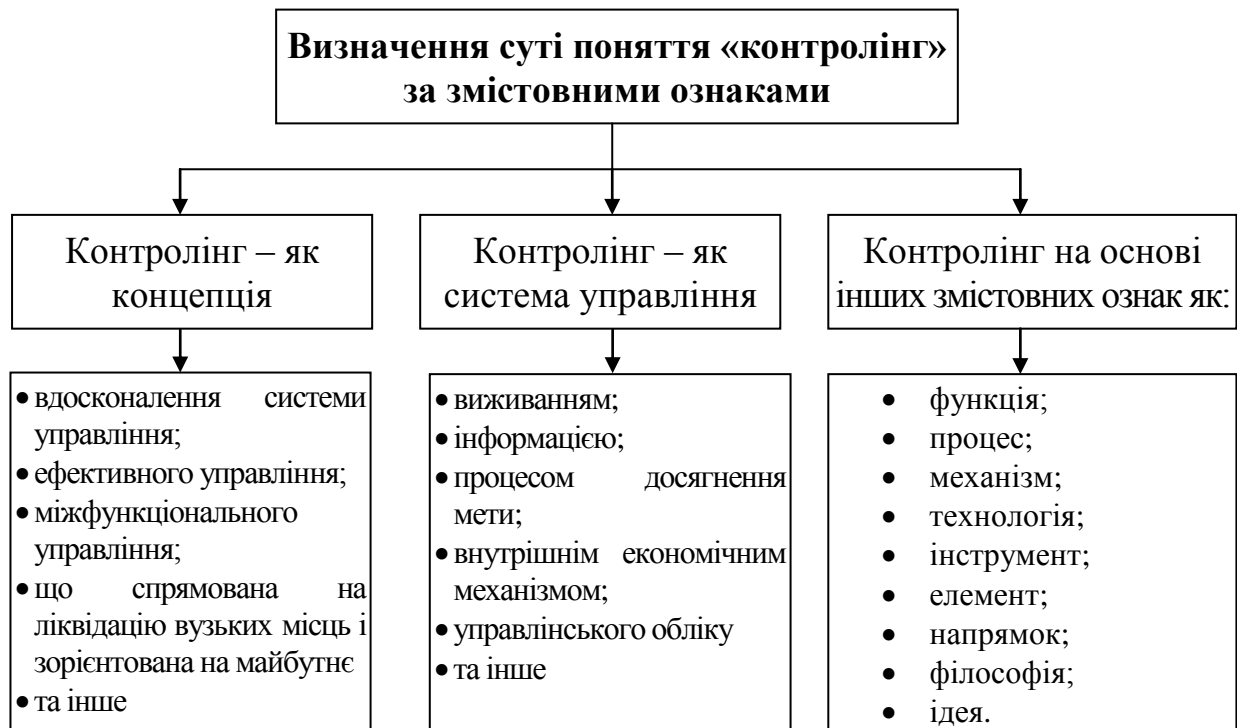 Визначення суті поняття «контролінг»
за змістовними ознаками
Контролінг – як
концепція
Контролінг – як
система управління
Контролінг на основі
інших змістовних ознак як:
• вдосконалення системи
управління;
• ефективного управління;
• міжфункціонального
управління;
• що спрямована на
ліквідацію вузьких місць і
зорієнтована на майбутнє
• та інше
• виживанням;
• інформацією;
• процесом досягнення
мети;
• внутрішнім економічним
механізмом;
• управлінського обліку
• та інше
• функція;
• процес;
• механізм;
• технологія;
• інструмент;
• елемент;
• напрямок;
• філософія;
• ідея.